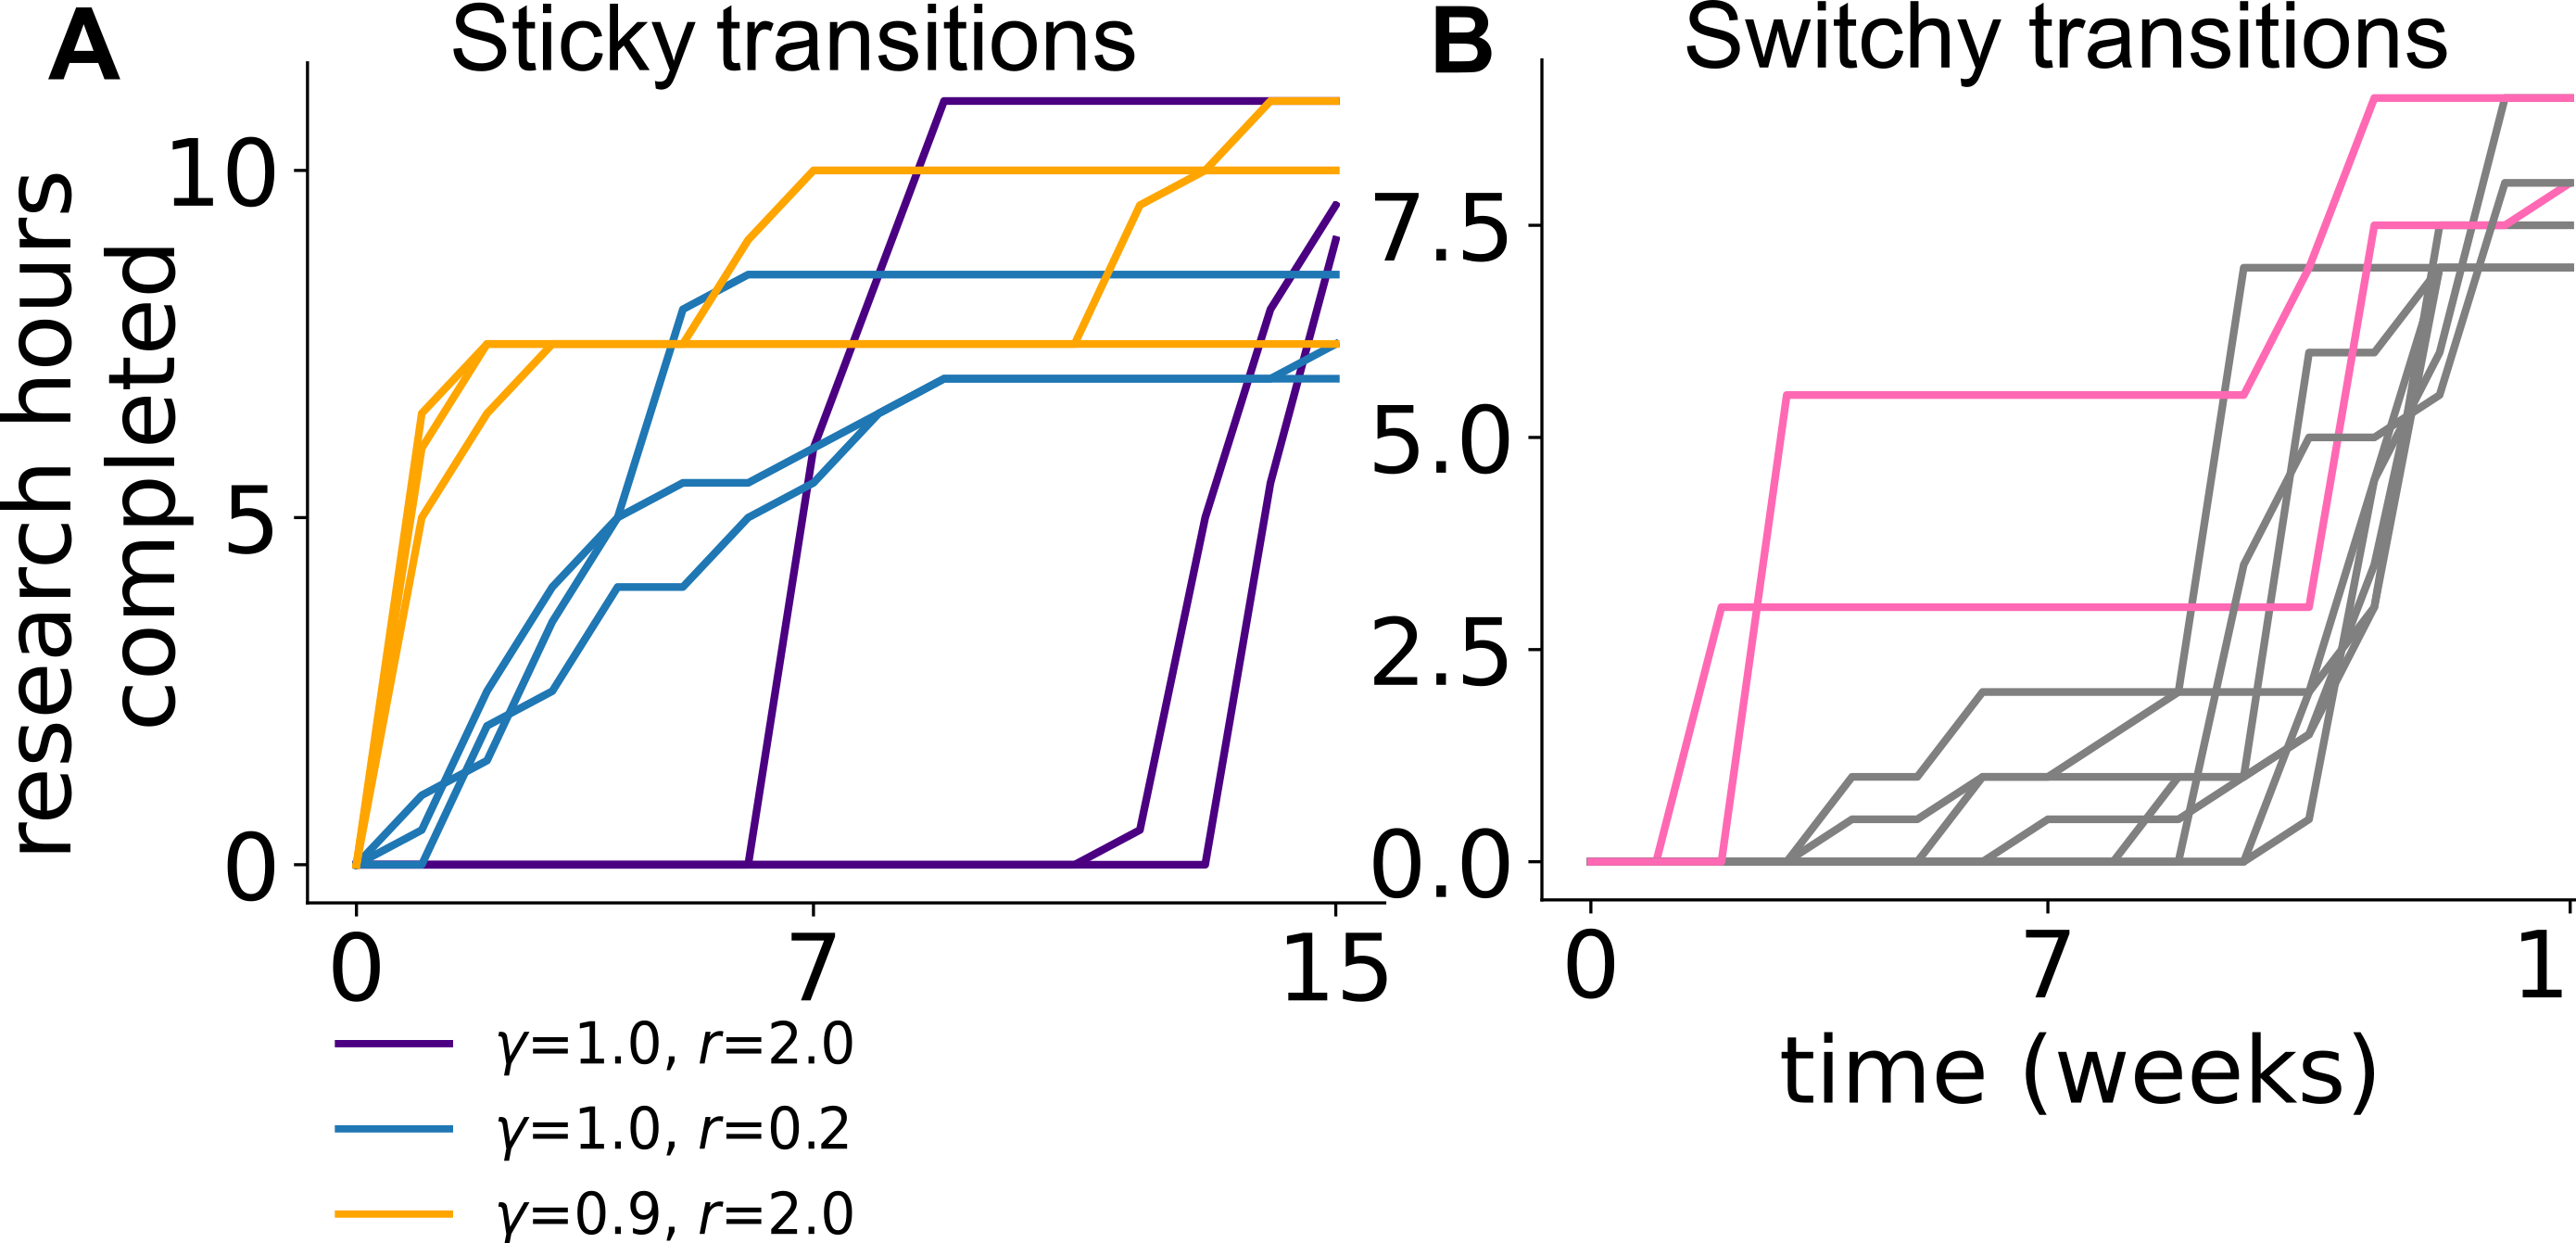 A
Sticky transitions
research hours
completed
10
5
0
0
7
15
γ=1.0, r=2.0
γ=1.0, r=0.2
γ=0.9, r=2.0
B
Switchy transitions
7.5
5.0
2.5
0.0
0
7
1
time (weeks)